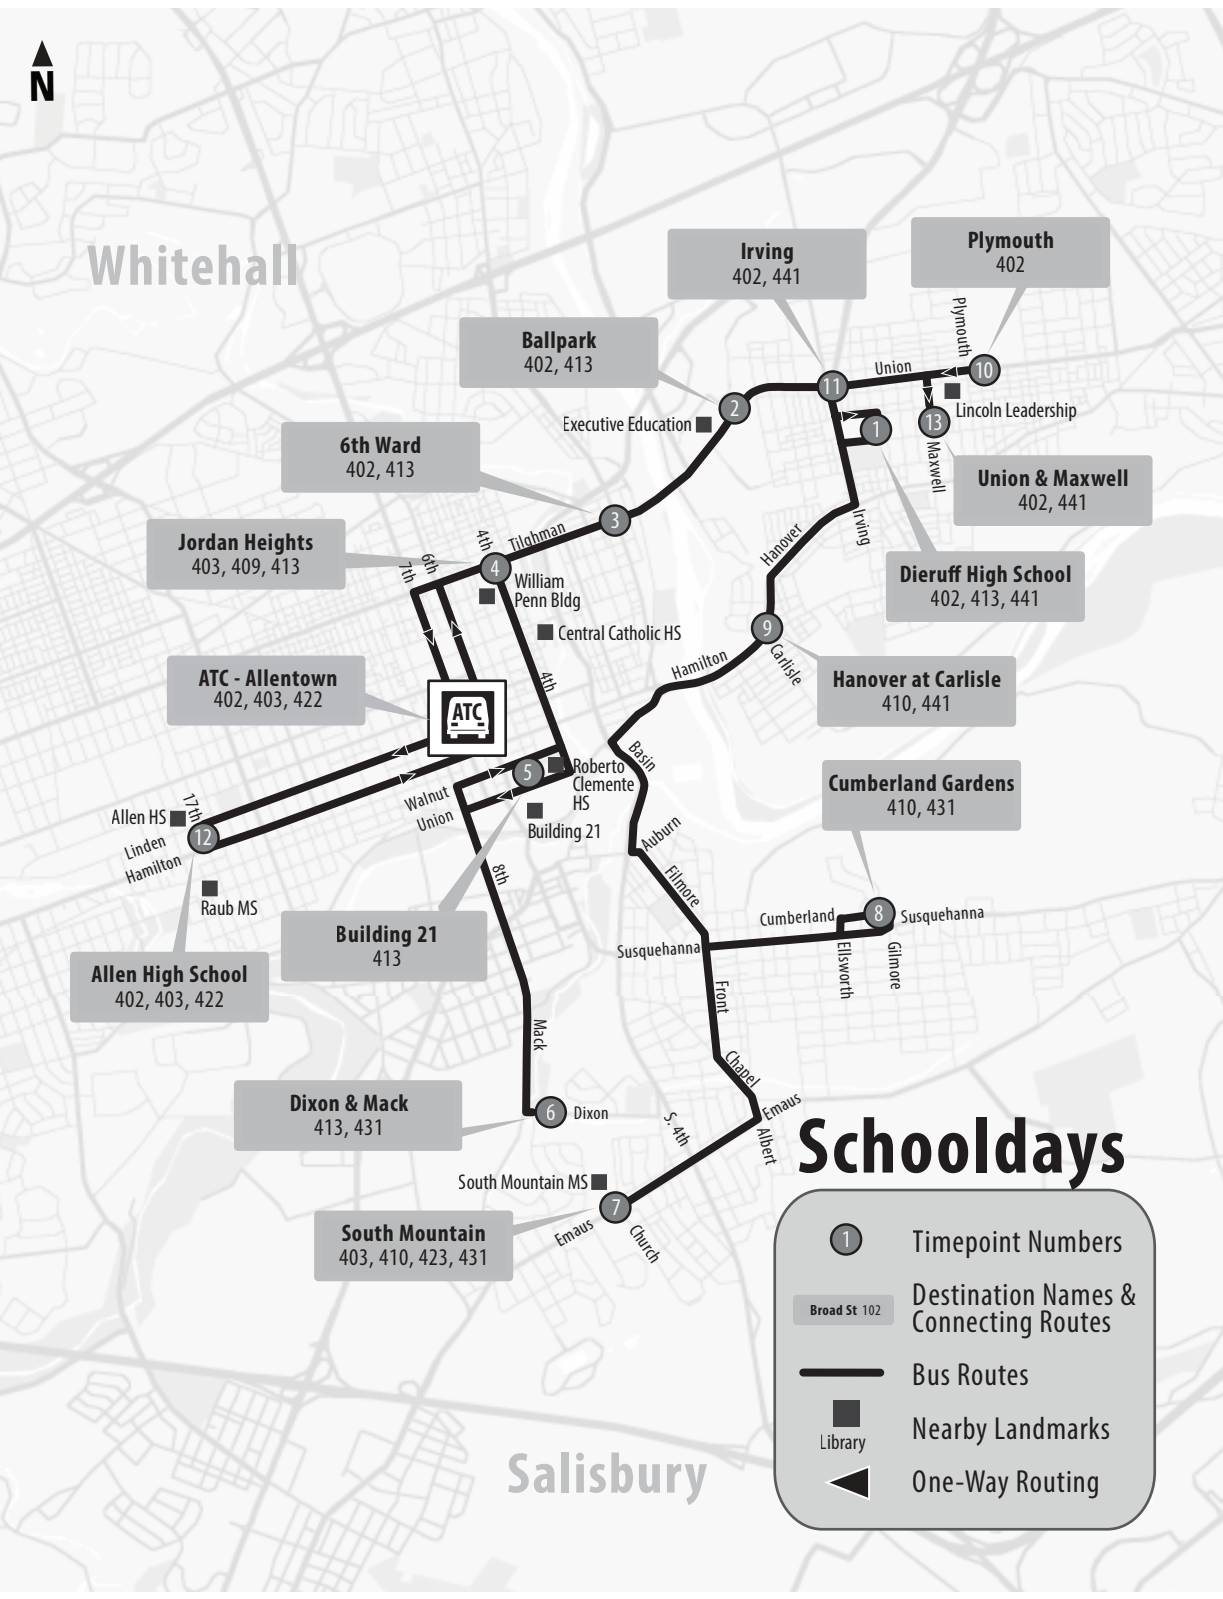 N
Whitehall
Irving
402, 441
Plymouth
402
Ballpark
402, 413
Plymouth
10
Union
11
2
Executive Education
Lincoln Leadership
13
1
Maxwell
6th Ward
402, 413
Union & Maxwell
402, 441
3
Irving
Hanover
Jordan Heights
403, 409, 413
4th
Tilghman
6th
7th
4
William
Penn Bldg
Dieruff High School
402, 413, 441
Central Catholic HS
9
Carlisle
Hamilton
ATC - Allentown
402, 403, 422
ATC
4th
Hanover at Carlisle
410, 441
Basin
5
Roberto
Clemente
HS
Walnut
Union
Building 21
Cumberland Gardens
410, 431
17th
Allen HS
12
Linden
Hamilton
Auburn
Filmore
8th
Raub MS
Building 21
413
Cumberland
8
Susquehanna
Susquehanna
Ellsworth
Gilmore
Allen High School
402, 403, 422
Front
Mack
Chapel
Dixon & Mack
413, 431
6
Dixon
S. 4th
Emaus
Albert
South Mountain MS
7
Emaus
Church
South Mountain
403, 410, 423, 431
Schooldays
1
Timepoint Numbers
Broad St 102
Destination Names &
Connecting Routes
Bus Routes
Library
Nearby Landmarks
One-Way Routing
Salisbury